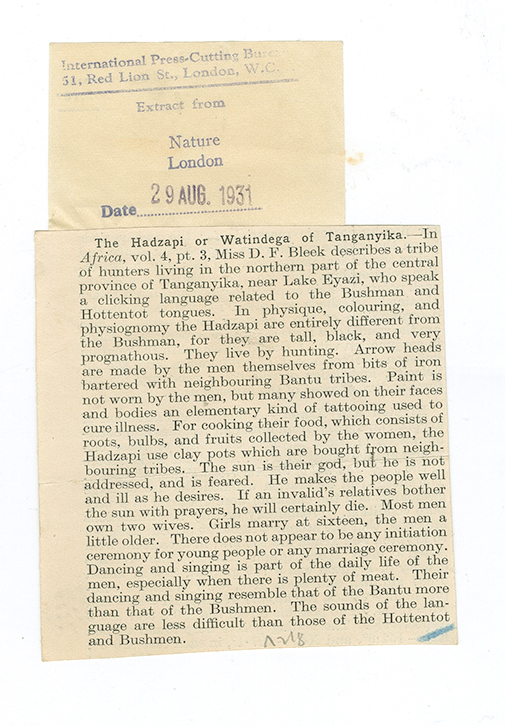 International Press-Cutting
51, Red Lion St., London, W.C.
Extract from
Nature
London
Date 29 AUG. 1931
The Hadzapi or Watindega of Tanganyika.—In
Africa, vol. 4, pt. 3, Miss D. F. Bleek describes a tribe
of hunters living in the northern part of the central
province of Tanganyika, near Lake Eyazi, who speak
a clicking language related to the Bushman and
Hottentot tongues. In physique, colouring, and
physiognomy the Hadzapi are entirely different from
the Bushman, for they are tall, black, and very
prognathous. They live by hunting. Arrow heads
are made by the men themselves from bits of iron
bartered with neighbouring Bantu tribes. Paint is
not worn by the men, but many showed on their faces
and bodies an elementary kind of tattooing used to
cure illness. For cooking their food, which consists of
roots, bulbs, and fruits collected by the women, the
Hadzapi use clay pots which are bought from neigh-
bouring tribes. The sun is their god, but he is not
addressed, and is feared. He makes the people well
and ill as he desires. If an invalid's relatives bother
the sun with prayers, he will certainly die. Most men
own two wives. Girls marry at sixteen, the men a
little older. There does not appear to be any initiation
ceremony for young people or any marriage ceremony.
Dancing and singing is part of the daily life of the
men, especially when there is plenty of meat. Their
dancing and singing resemble that of the Bantu more
than that of the Bushmen. The sounds of the lan-
guage are less difficult than those of the Hottentot
and Bushmen.